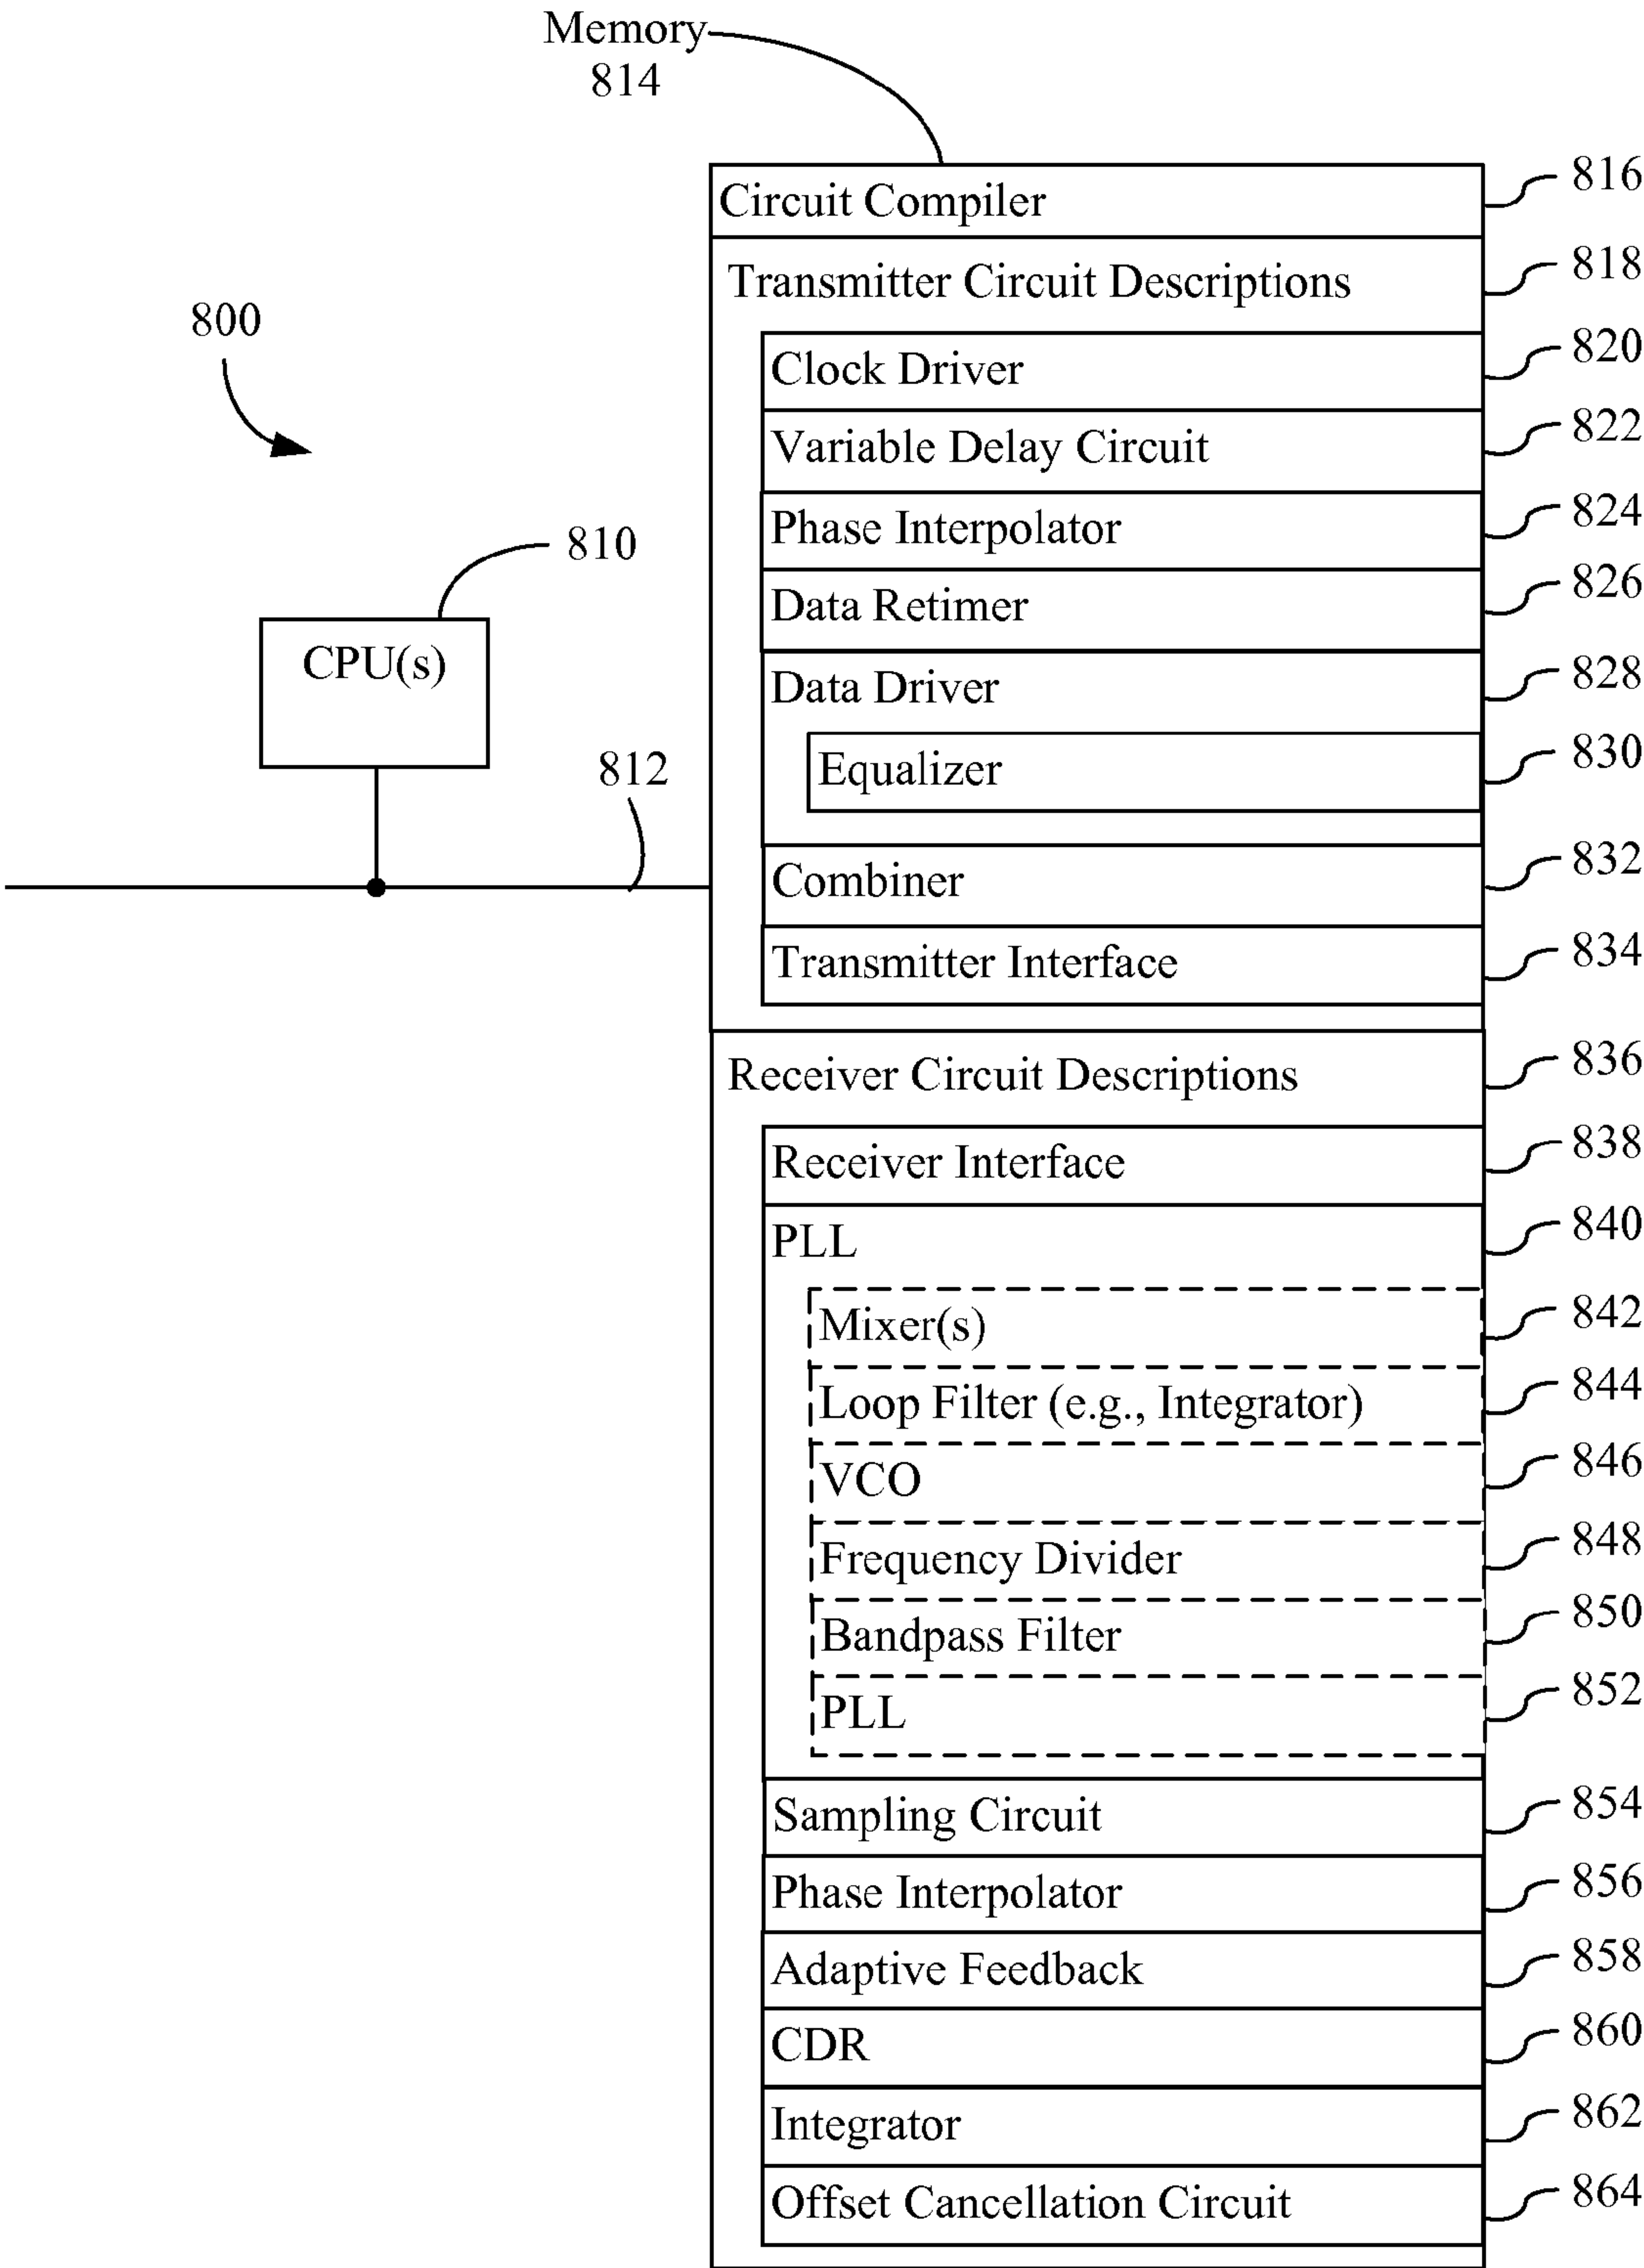 Memory
814
Circuit Compiler 816
Transmitter Circuit Descriptions 818
800
Clock Driver 820
Variable Delay Circuit 822
Phase Interpolator 824
810
Data Retimer 826
CPU(s)
Data Driver 828
812
Equalizer 830
Combiner 832
Transmitter Interface 834
Receiver Circuit Descriptions 836
Receiver Interface 838
PLL 840
Mixer(s) 842
Loop Filter (e.g., Integrator) 844
VCO 846
Frequency Divider 848
Bandpass Filter 850
PLL 852
Sampling Circuit 854
Phase Interpolator 856
Adaptive Feedback 858
CDR 860
Integrator 862
Offset Cancellation Circuit 864